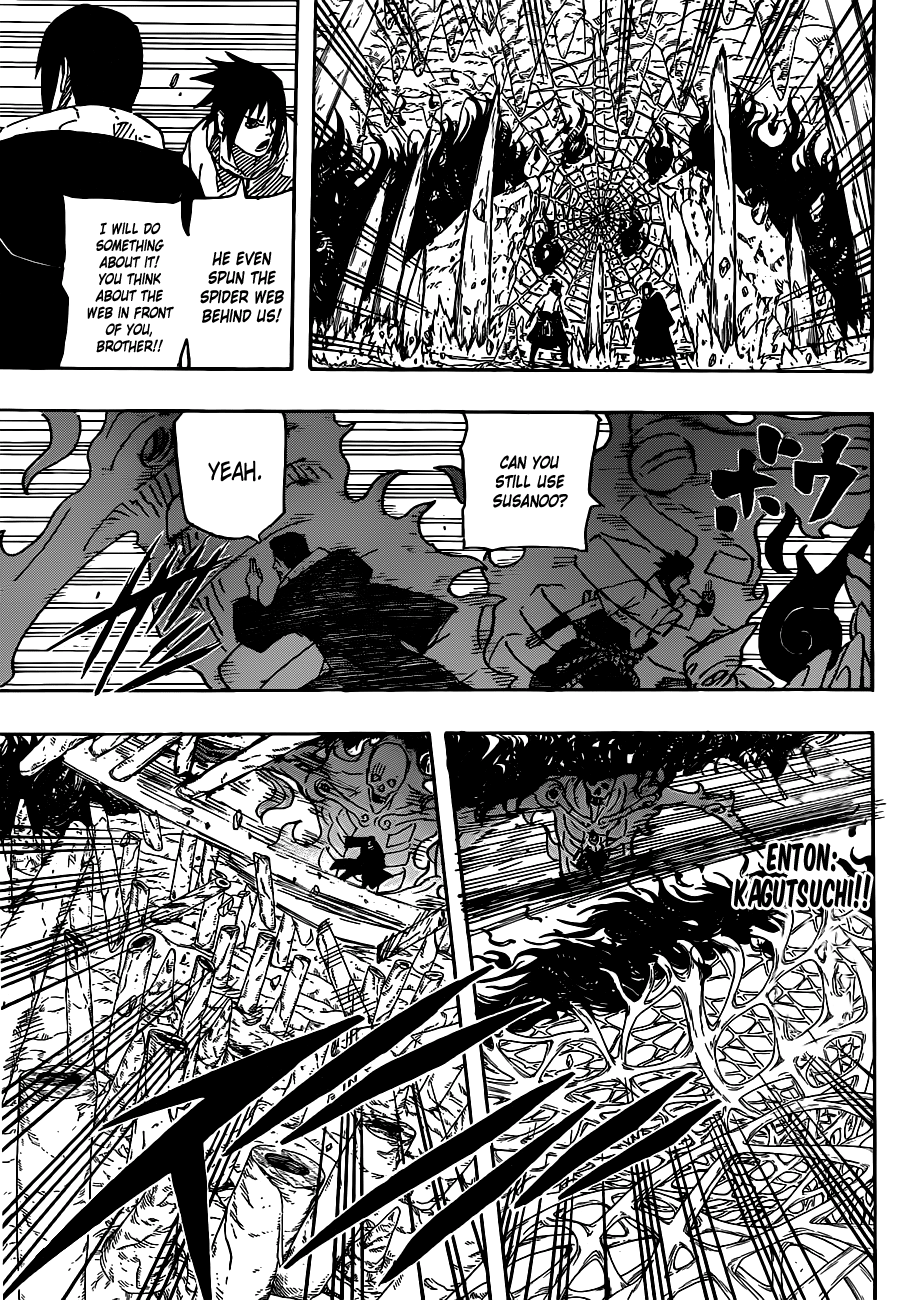 HE EVEN
SPUN THE
SPIDER WEB
BEHIND US!
I WILL DO
SOMETHING
ABOUT IT!
YOU THINK
ABOUT THE
WEB IN FRONT
OF YOU,
BROTHER!!
ボウ
CAN YOU
STILL USE
SUSANOO?
YEAH.
ENTON:
KAGUTSUCHI!!